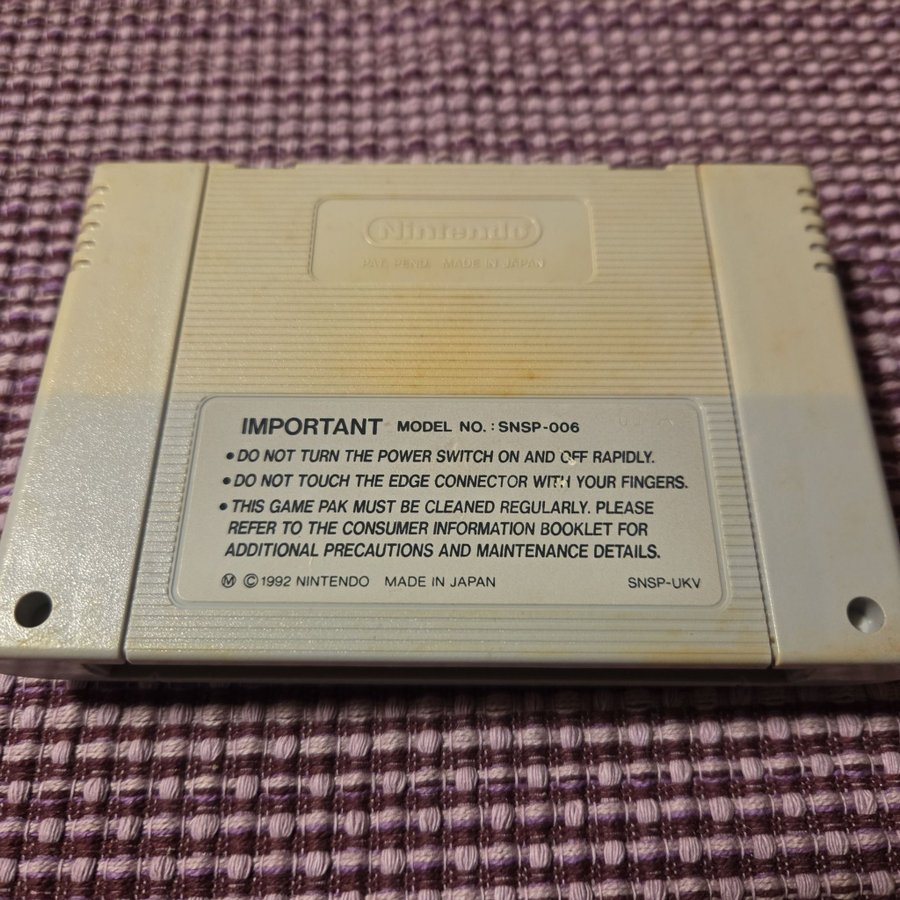 Nintendo
PAT. PEND. MADE IN JAPAN
IMPORTANT MODEL NO.: SNSP-006
• DO NOT TURN THE POWER SWITCH ON AND OFF RAPIDLY.
• DO NOT TOUCH THE EDGE CONNECTOR WITH YOUR FINGERS.
• THIS GAME PAK MUST BE CLEANED REGULARLY. PLEASE
REFER TO THE CONSUMER INFORMATION BOOKLET FOR
ADDITIONAL PRECAUTIONS AND MAINTENANCE DETAILS.
Ⓜ © 1992 NINTENDO MADE IN JAPAN SNSP-UKV